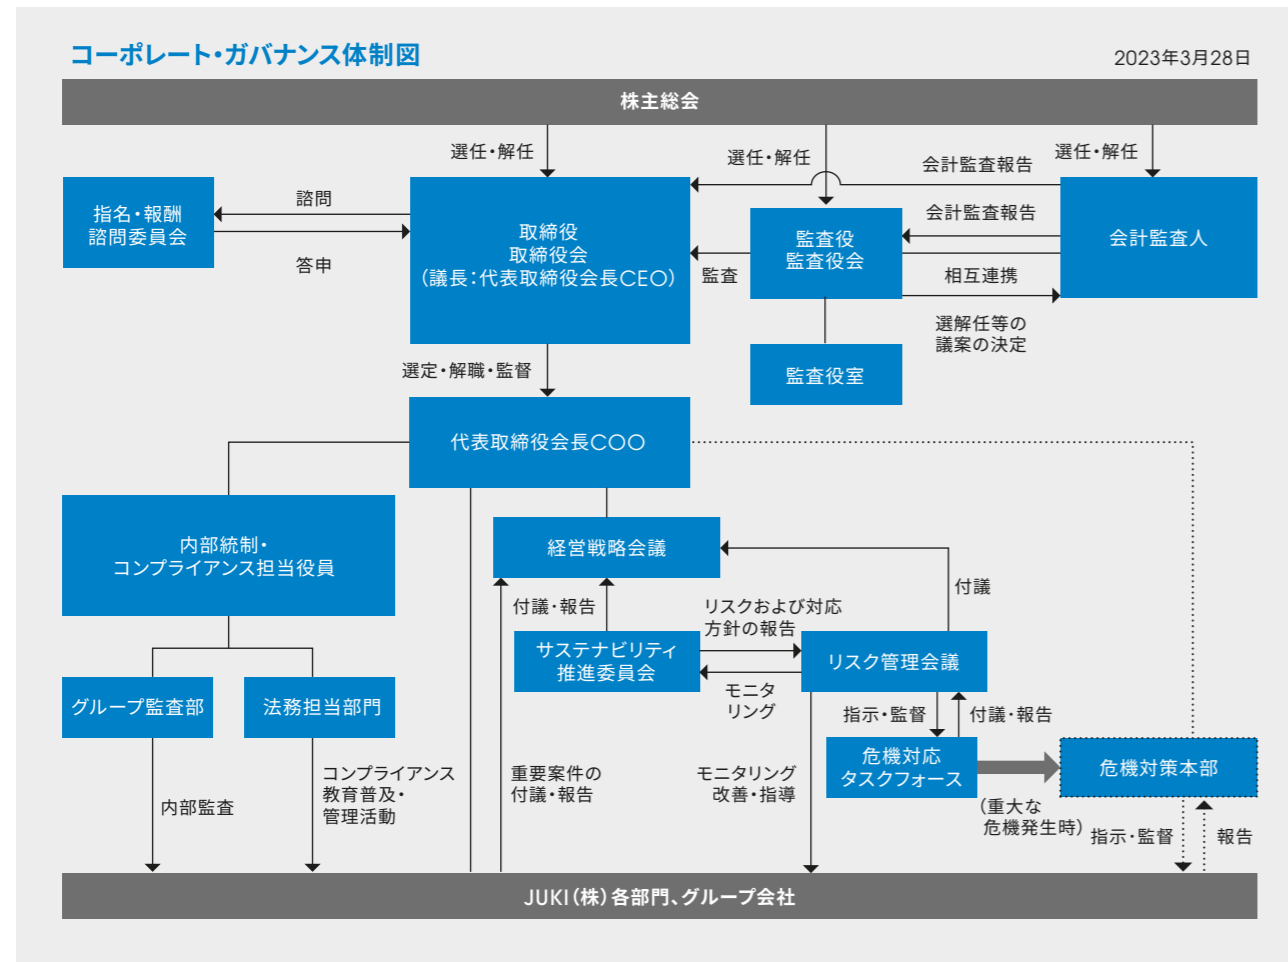 コーポレート・ガバナンス体制図
2023年3月28日
株主総会
選任・解任
選任・解任
選任・解任
会計監査報告
指名・報酬
諮問委員会
諮問
答申
取締役
取締役会
(議長:代表取締役会長CEO)
監査
監査役
監査役会
会計監査報告
相互連携
選解任等の
議案の決定
会計監査人
監査役室
選定・解職・監督
代表取締役会長COO
内部統制・
コンプライアンス担当役員
経営戦略会議
付議・報告
リスクおよび対応
方針の報告
付議
サステナビリティ
推進委員会
モニタ
リング
リスク管理会議
グループ監査部
法務担当部門
指示・監督
付議・報告
危機対応
タスクフォース
危機対策本部
内部監査
コンプライアンス
教育普及・
管理活動
重要案件の
付議・報告
モニタリング
改善・指導
(重大な
危機発生時)
指示・監督
報告
JUKI(株)各部門、グループ会社